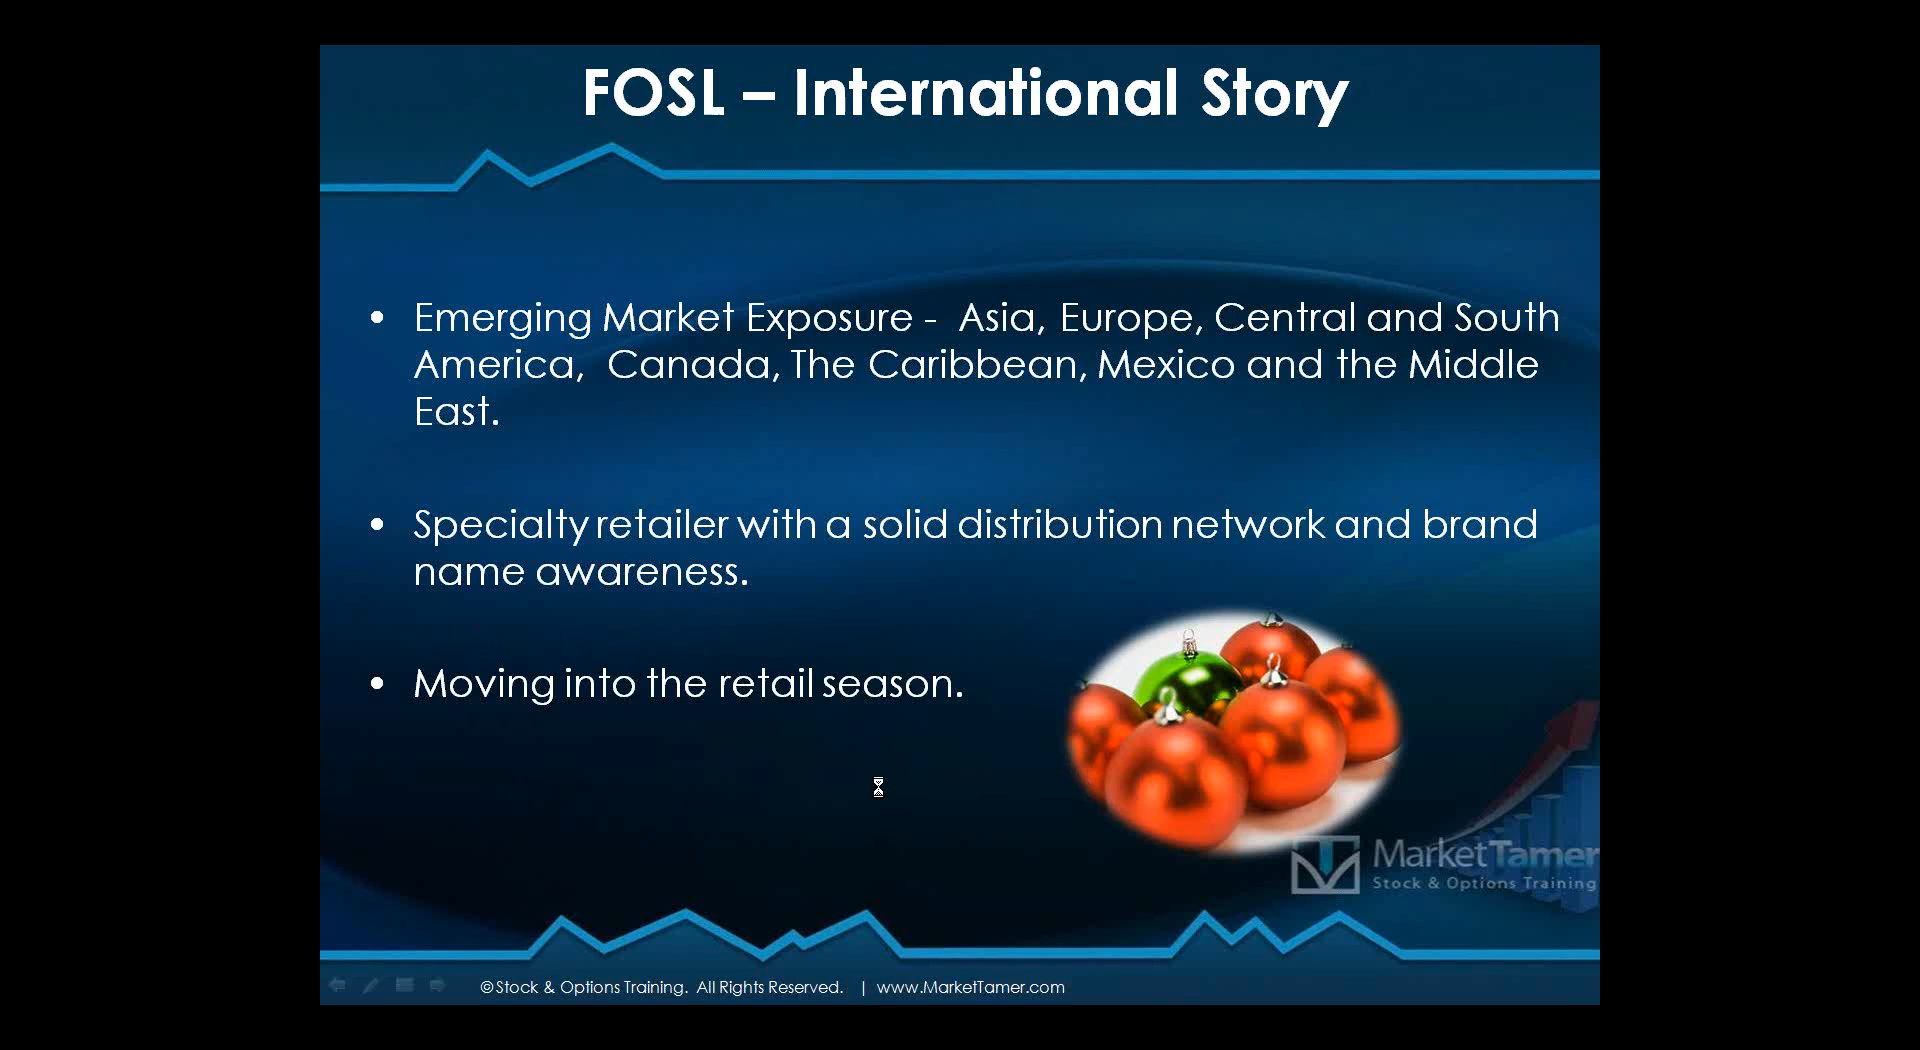 FOSL – International Story
• Emerging Market Exposure -  Asia, Europe, Central and South
America,  Canada, The Caribbean, Mexico and the Middle
East.
• Specialty retailer with a solid distribution network and brand
name awareness.
• Moving into the retail season.
MarketTamer
Stock & Options Training
©Stock & Options Training.  All Rights Reserved.   | www.MarketTamer.com